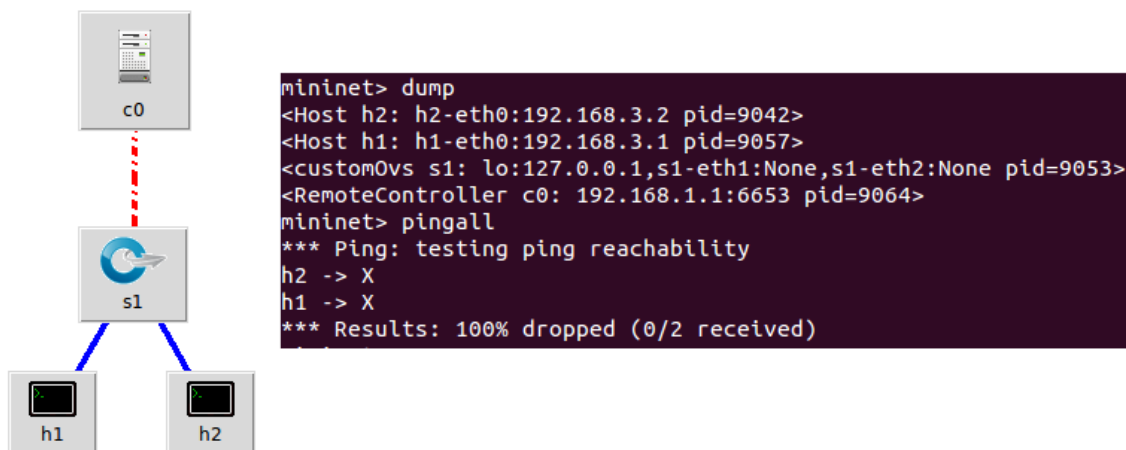 c0
s1
h1
h2
mininet> dump
<Host h2: h2-eth0:192.168.3.2 pid=9042>
<Host h1: h1-eth0:192.168.3.1 pid=9057>
<customOvs s1: lo:127.0.0.1,s1-eth1:None,s1-eth2:None pid=9053>
<RemoteController c0: 192.168.1.1:6653 pid=9064>
mininet> pingall
*** Ping: testing ping reachability
h2 -> X
h1 -> X
*** Results: 100% dropped (0/2 received)